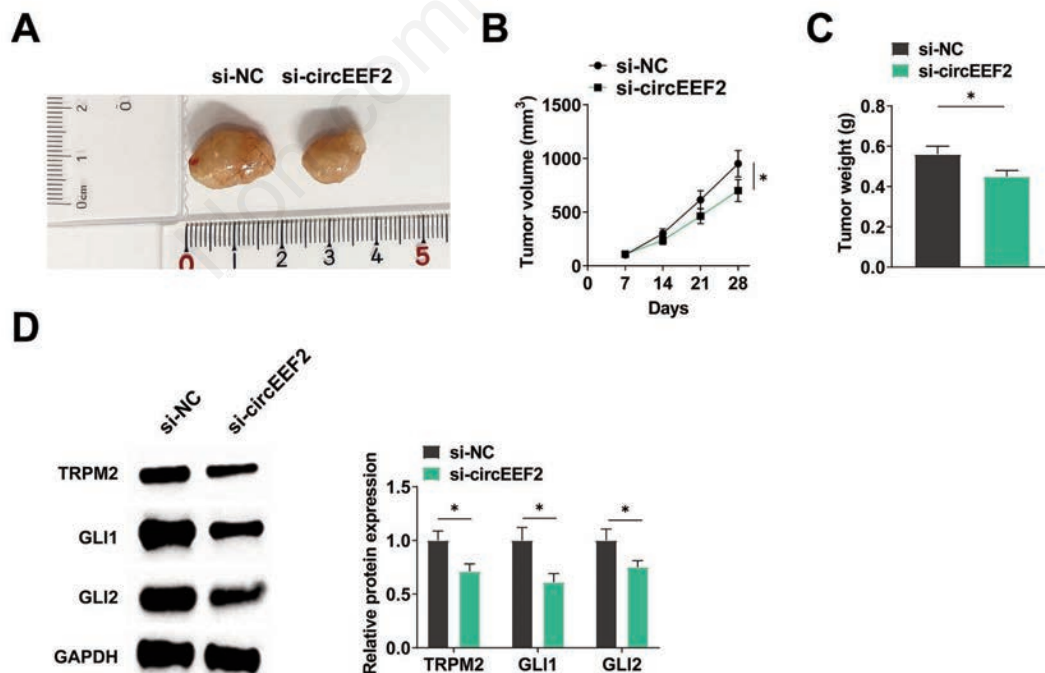 A
si-NC si-circEEF2
2
1
0cm
0
0 1 2 3 4 5
B
si-NC
si-circEEF2
Tumor volume (mm³)
1500
1000
500
0
0 7 14 21 28
Days
*
C
si-NC
si-circEEF2
Tumor weight (g)
0.8
0.6
0.4
0.2
0.0
*
D
si-NC si-circEEF2
TRPM2
GLI1
GLI2
GAPDH
si-NC
si-circEEF2
Relative protein expression
1.5
1.0
0.5
0.0
* * *
TRPM2 GLI1 GLI2